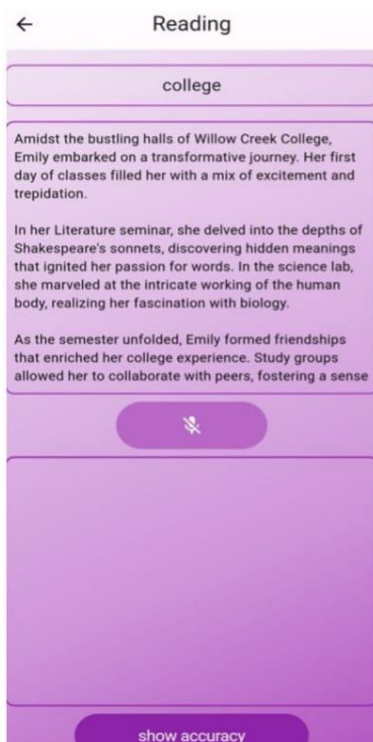 Reading
college
Amidst the bustling halls of Willow Creek College,
Emily embarked on a transformative journey. Her first
day of classes filled her with a mix of excitement and
trepidation.
In her Literature seminar, she delved into the depths of
Shakespeare's sonnets, discovering hidden meanings
that ignited her passion for words. In the science lab,
she marveled at the intricate working of the human
body, realizing her fascination with biology.
As the semester unfolded, Emily formed friendships
that enriched her college experience. Study groups
allowed her to collaborate with peers, fostering a sense
show accuracy